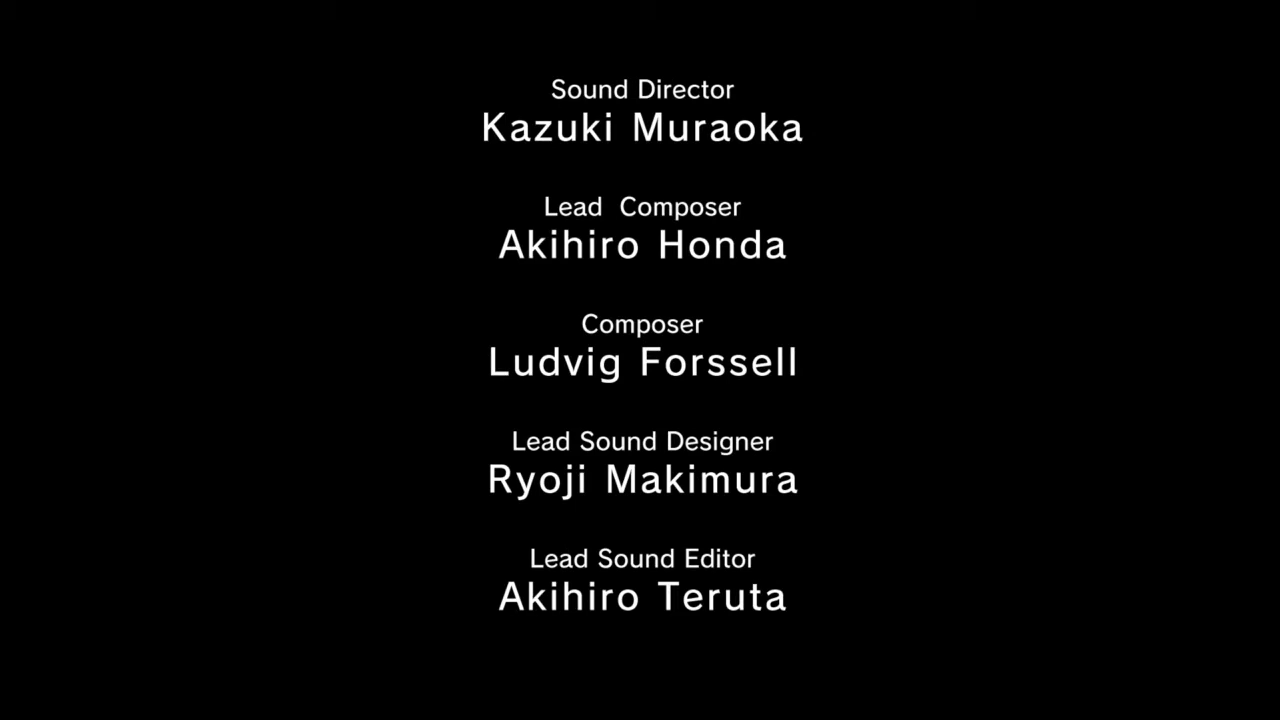 Sound Director
Kazuki Muraoka
Lead Composer
Akihiro Honda
Composer
Ludvig Forssell
Lead Sound Designer
Ryoji Makimura
Lead Sound Editor
Akihiro Teruta